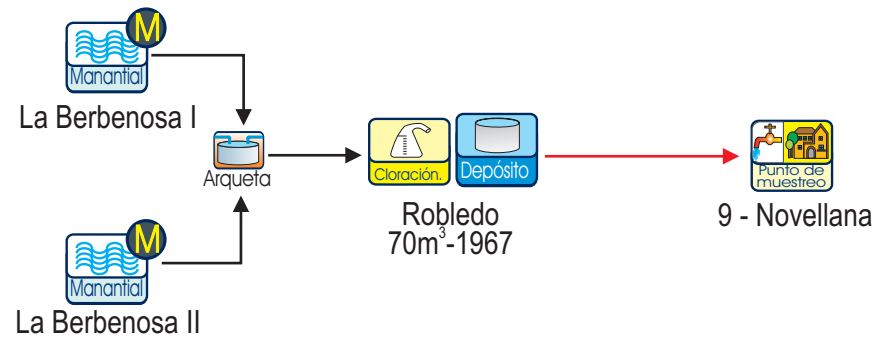 M
Manantial
La Berbenosa I
Arqueta
Cloración.
Depósito
Robledo
70m³-1967
Punto de
muestreo
9 - Novellana
M
Manantial
La Berbenosa II